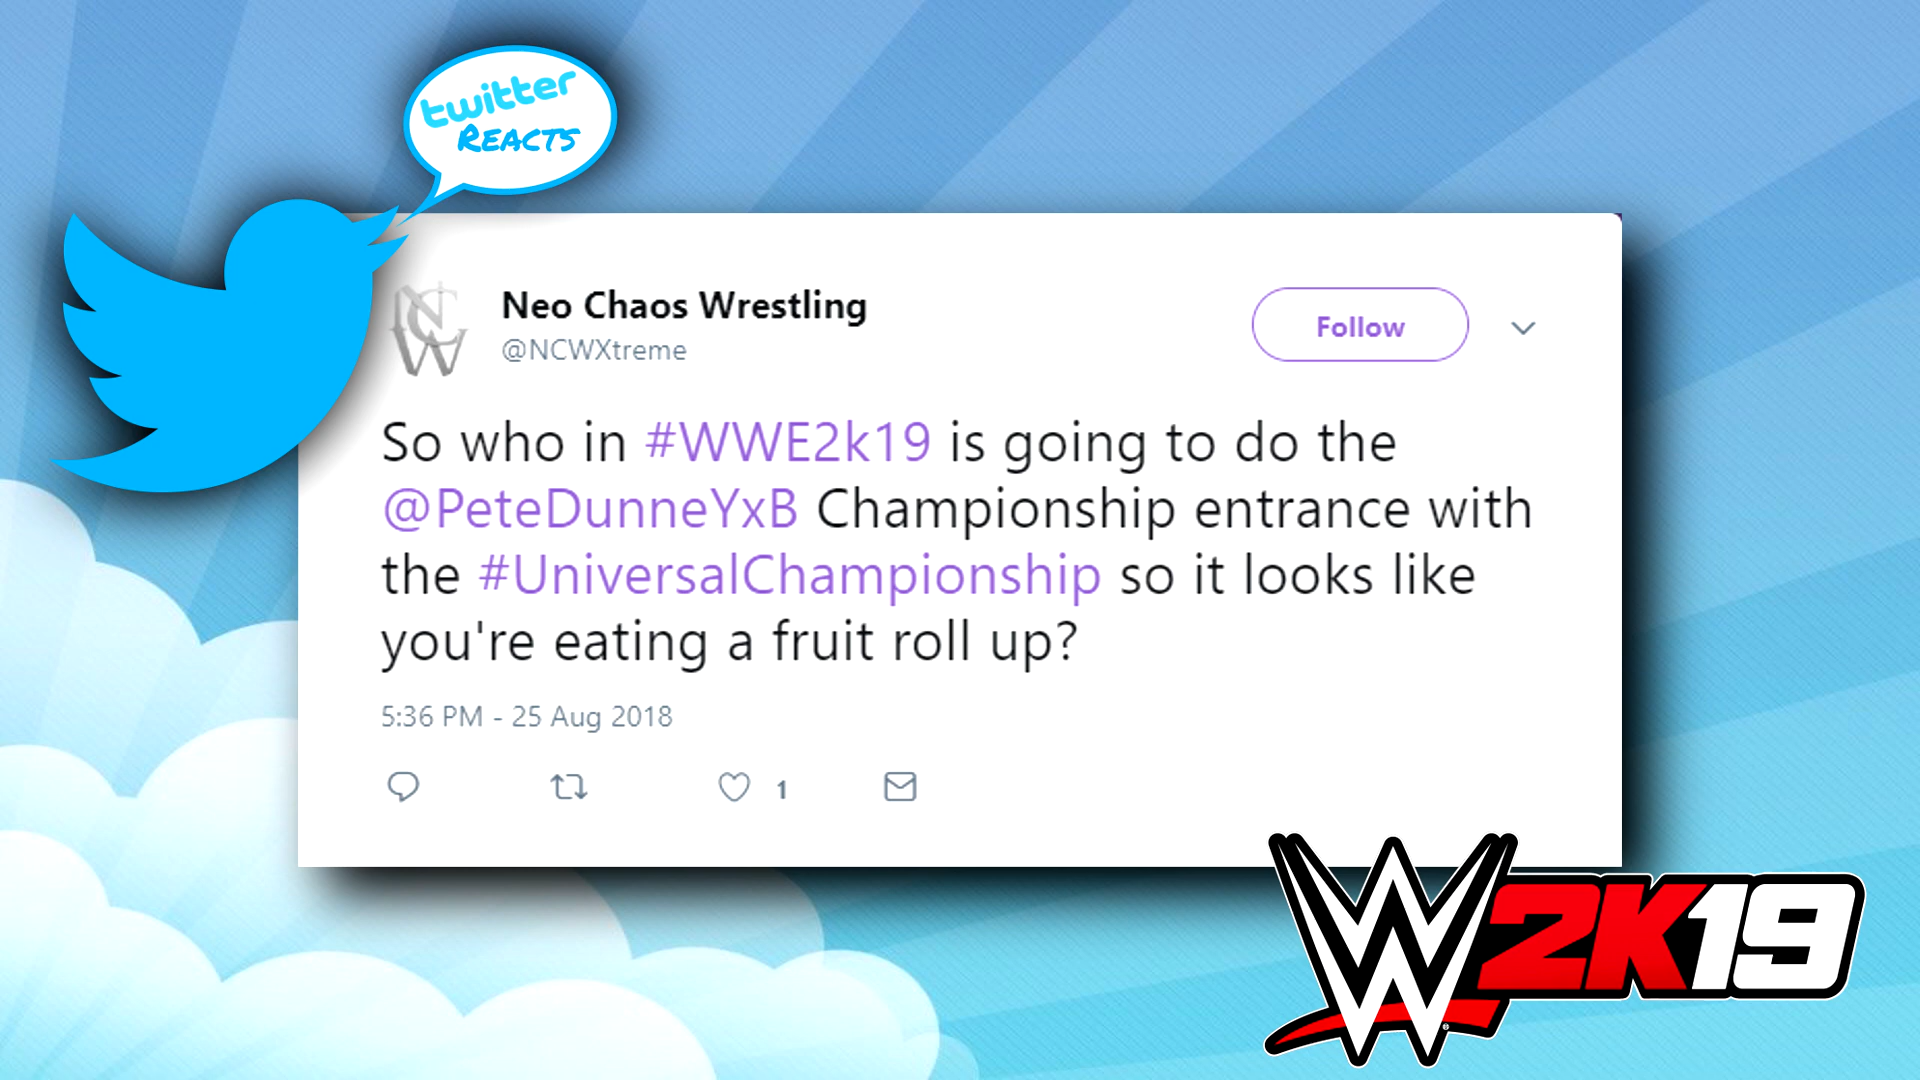 twitter
REACTS
Neo Chaos Wrestling
@NCWXtreme
Follow
So who in #WWE2k19 is going to do the
@PeteDunneYxB Championship entrance with
the #UniversalChampionship so it looks like
you're eating a fruit roll up?
5:36 PM - 25 Aug 2018
1
NCW
W2K19